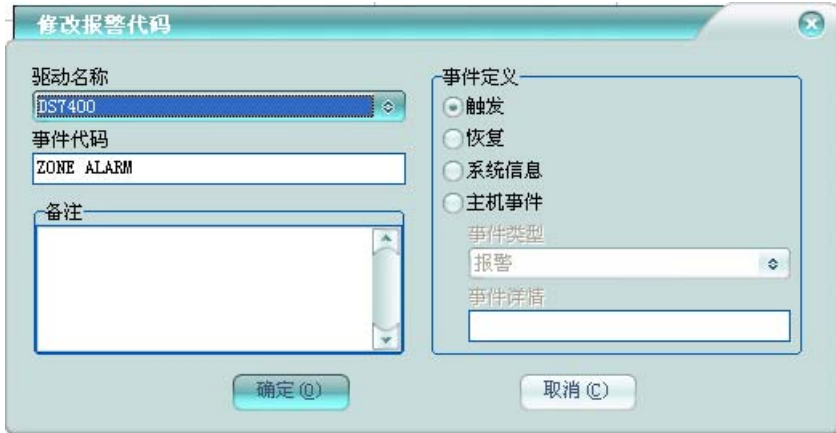 修改报警代码
驱动名称
DS7400
事件代码
ZONE ALARM
备注
事件定义
触发
恢复
系统信息
主机事件
事件类型
报警
事件详情
确定(O)
取消(C)